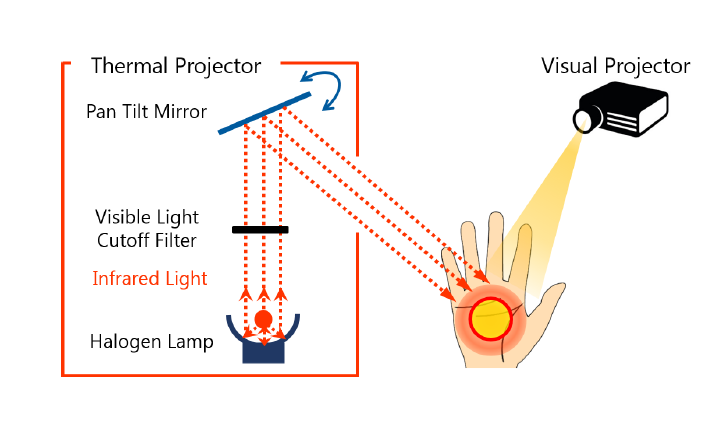 Thermal Projector
Visual Projector
Pan Tilt Mirror
Visible Light
Cutoff Filter
Infrared Light
Halogen Lamp